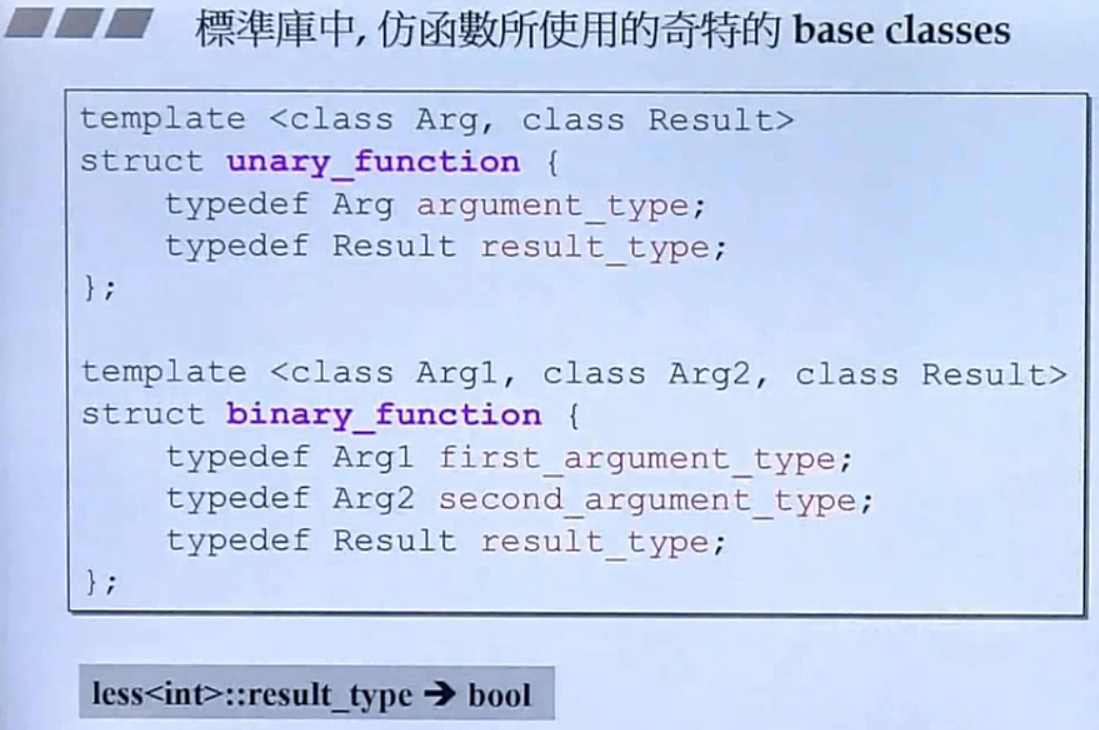 標準庫中, 仿函數所使用的奇特的 base classes
template <class Arg, class Result>
struct unary_function {
    typedef Arg argument_type;
    typedef Result result_type;
};
template <class Arg1, class Arg2, class Result>
struct binary_function {
    typedef Arg1 first_argument_type;
    typedef Arg2 second_argument_type;
    typedef Result result_type;
};
less<int>::result_type ➔ bool